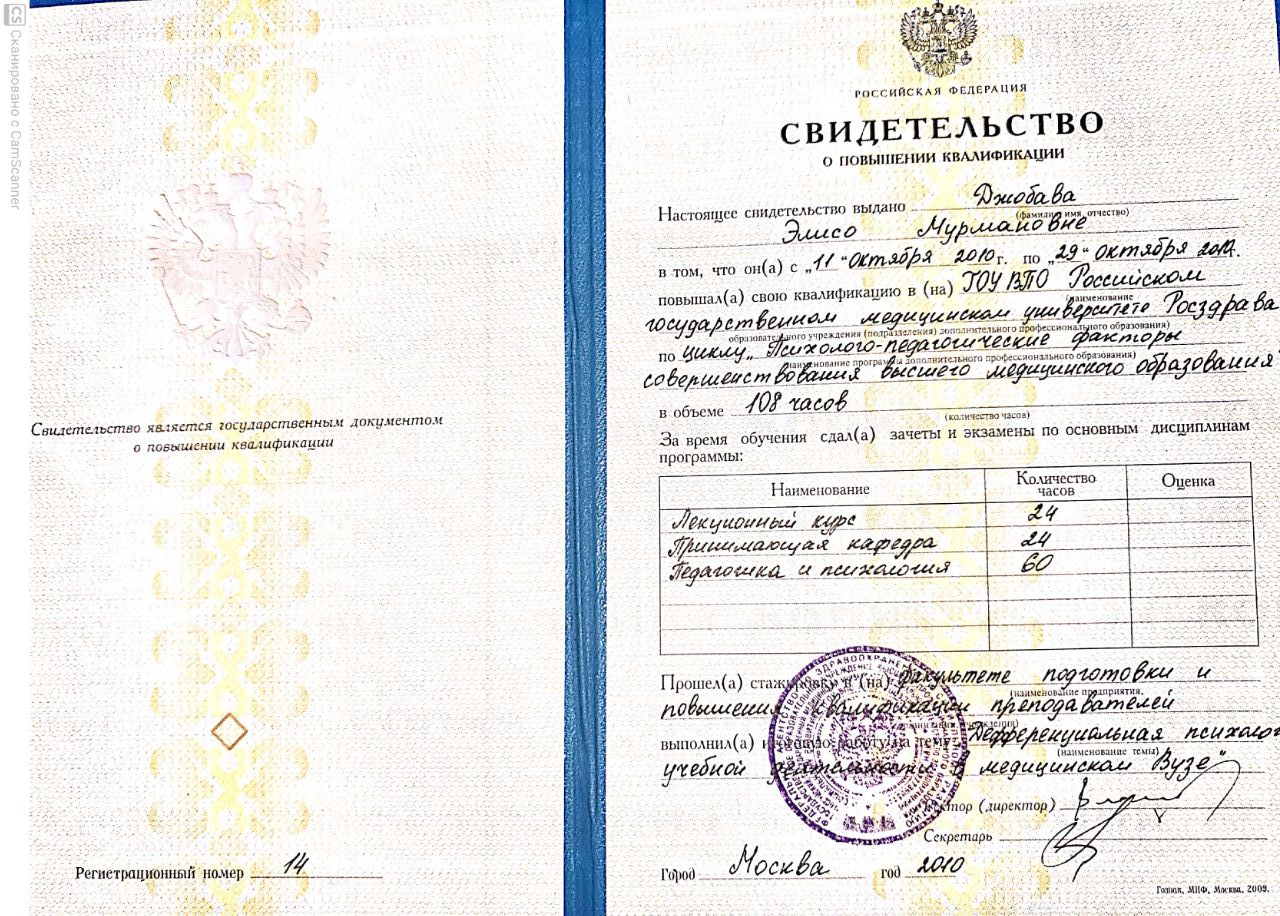 CS Сканировано с CamScanner
Свидетельство является государственным документом
о повышении квалификации
Регистрационный номер 14
РОССИЙСКАЯ ФЕДЕРАЦИЯ
СВИДЕТЕЛЬСТВО
О ПОВЫШЕНИИ КВАЛИФИКАЦИИ
Настоящее свидетельство выдано Джобава
(фамилия, имя, отчество)
Элисо Мурмановне
в том, что он(а) с „11" октября 2010г. по „29" октября 2010г.
повышал(а) свою квалификацию в (на) ГОУ ВПО Российском
(наименование
государственном медицинском университете Росздрава
образовательного учреждения (подразделения) дополнительного профессионального образования)
по циклу „Психолого-педагогические факторы
(наименование программы дополнительного профессионального образования)
совершенствования высшего медицинского образования
в объеме 108 часов
(количество часов)
За время обучения сдал(а) зачеты и экзамены по основным дисциплинам
программы:
Наименование Количество часов Оценка
Лекционный курс 24
Принимающая кафедра 24
Педагогика и психология 60
Прошел(а) стажировку в (на) факультете подготовки и
(наименование предприятия,
повышения квалификации преподавателей
выполнил(а) итоговую работу на тему „Дефференциальная психолог
(наименование темы)
учебной деятельности в медицинском Вузе"
Ректор (директор)
Секретарь
Город Москва год 2010
Гознак, МПФ, Москва, 2009.